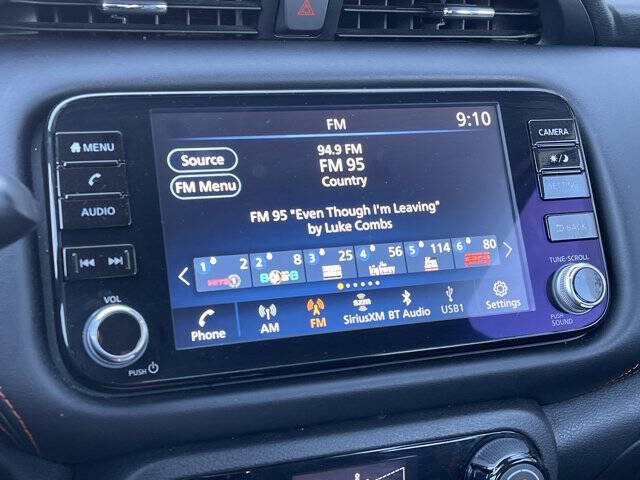 FM
9:10
94.9 FM
FM 95
Country
Source
FM Menu
FM 95 "Even Though I'm Leaving"
by Luke Combs
1 2 2 8 3 25 4 56 5 114 6 80
Phone AM FM SiriusXM BT Audio USB1 Settings
MENU
AUDIO
VOL
PUSH
CAMERA
BACK
TUNE-SCROLL
PUSH
SOUND